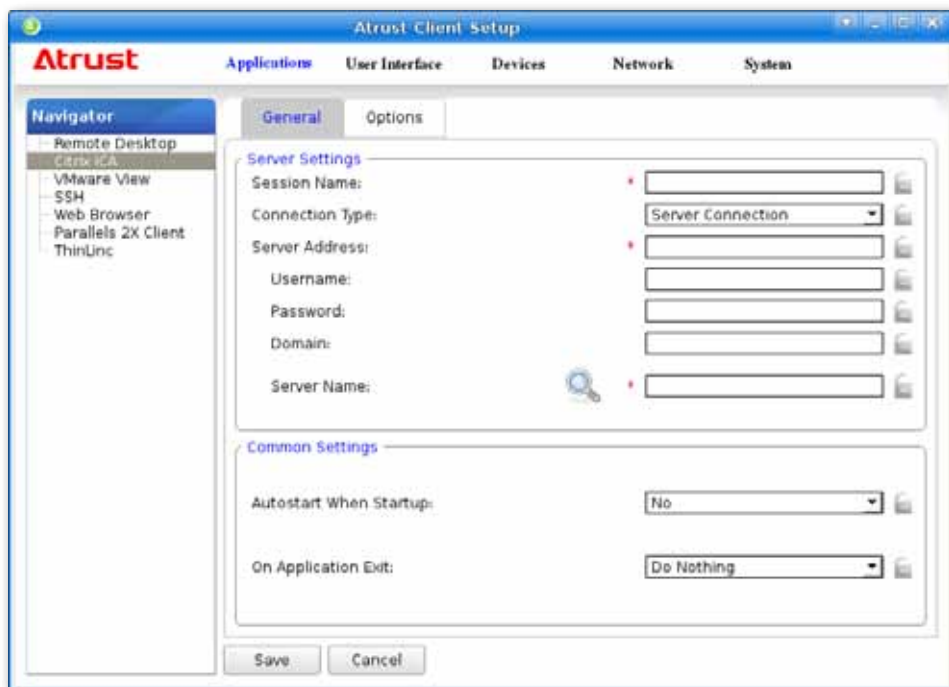 Atrust Client Setup
Atrust
Applications
User Interface
Devices
Network
System
Navigator
Remote Desktop
Citrix ICA
VMware View
SSH
Web Browser
Parallels 2X Client
ThinLinc
General
Options
Server Settings
Session Name: *
Connection Type: Server Connection
Server Address: *
Username:
Password:
Domain:
Server Name: *
Common Settings
Autostart When Startup: No
On Application Exit: Do Nothing
Save
Cancel